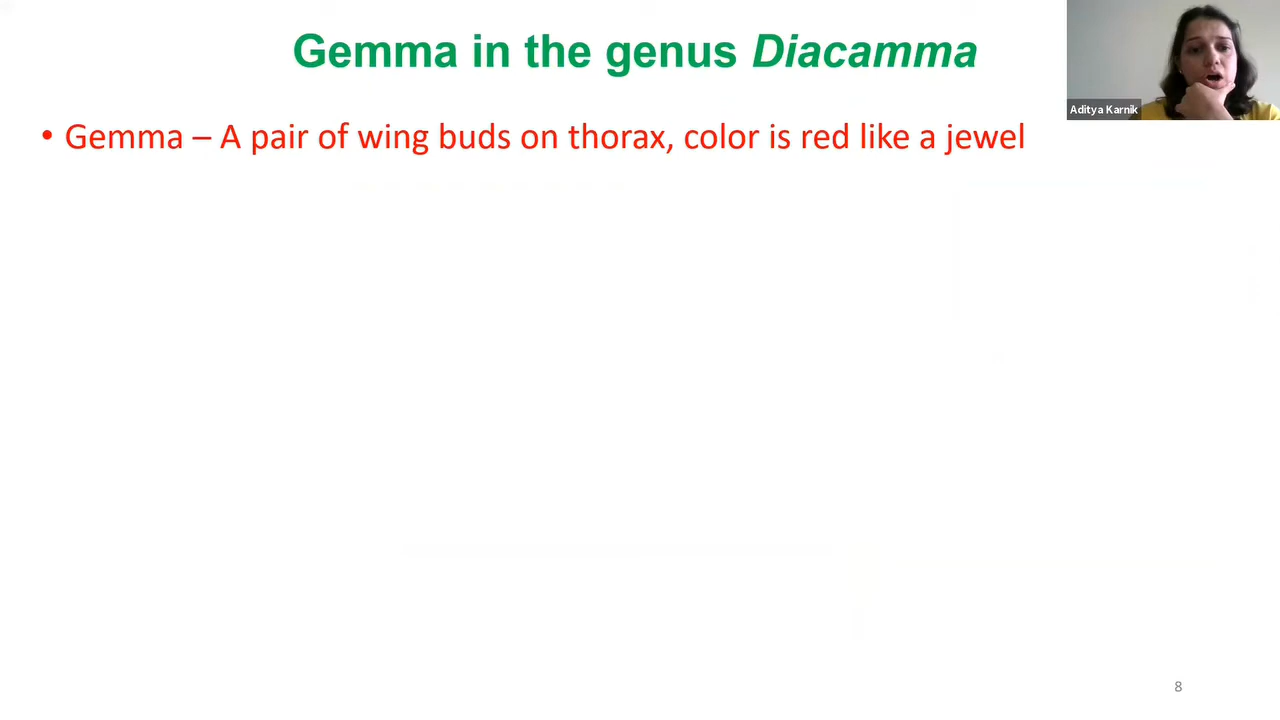 Gemma in the genus Diacamma
Aditya Karnik
• Gemma – A pair of wing buds on thorax, color is red like a jewel
8